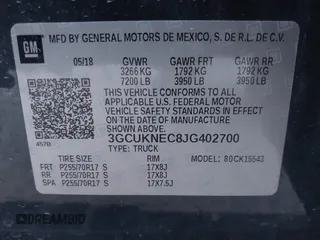 GM
MFD BY GENERAL MOTORS DE MEXICO, S. DE R.L. DE C.V.
05/18 GVWR GAWR FRT GAWR RR
3266 KG 1792 KG 1792 KG
7200 LB 3950 LB 3950 LB
THIS VEHICLE CONFORMS TO ALL
APPLICABLE U.S. FEDERAL MOTOR
VEHICLE SAFETY STANDARDS IN
EFFECT ON THE DATE OF
MANUFACTURE SHOWN ABOVE.
3GCUKNEC8JG402700
TYPE: TRUCK
457B MODEL: 80CK15543
TIRE SIZE RIM
FRT P255/70R17 S 17X8J
RR P255/70R17 S 17X8J
SPA P255/70R17 S 17X7.5J
DREAMBID